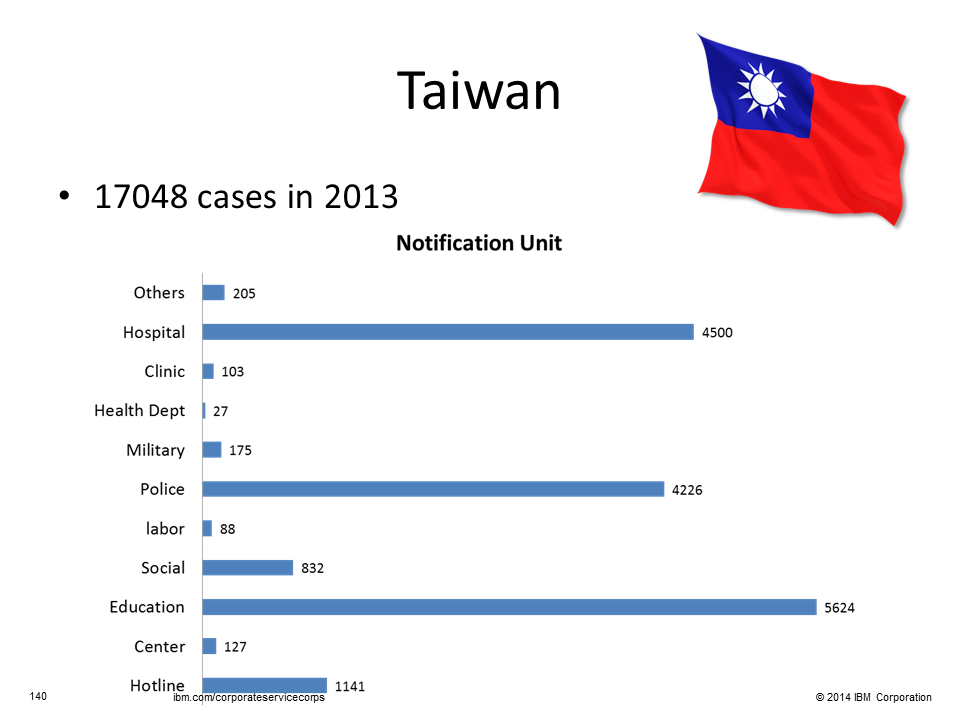 Taiwan
• 17048 cases in 2013
Notification Unit
Others 205
Hospital 4500
Clinic 103
Health Dept 27
Military 175
Police 4226
labor 88
Social 832
Education 5624
Center 127
Hotline 1141
140 ibm.com/corporateservicecorps © 2014 IBM Corporation